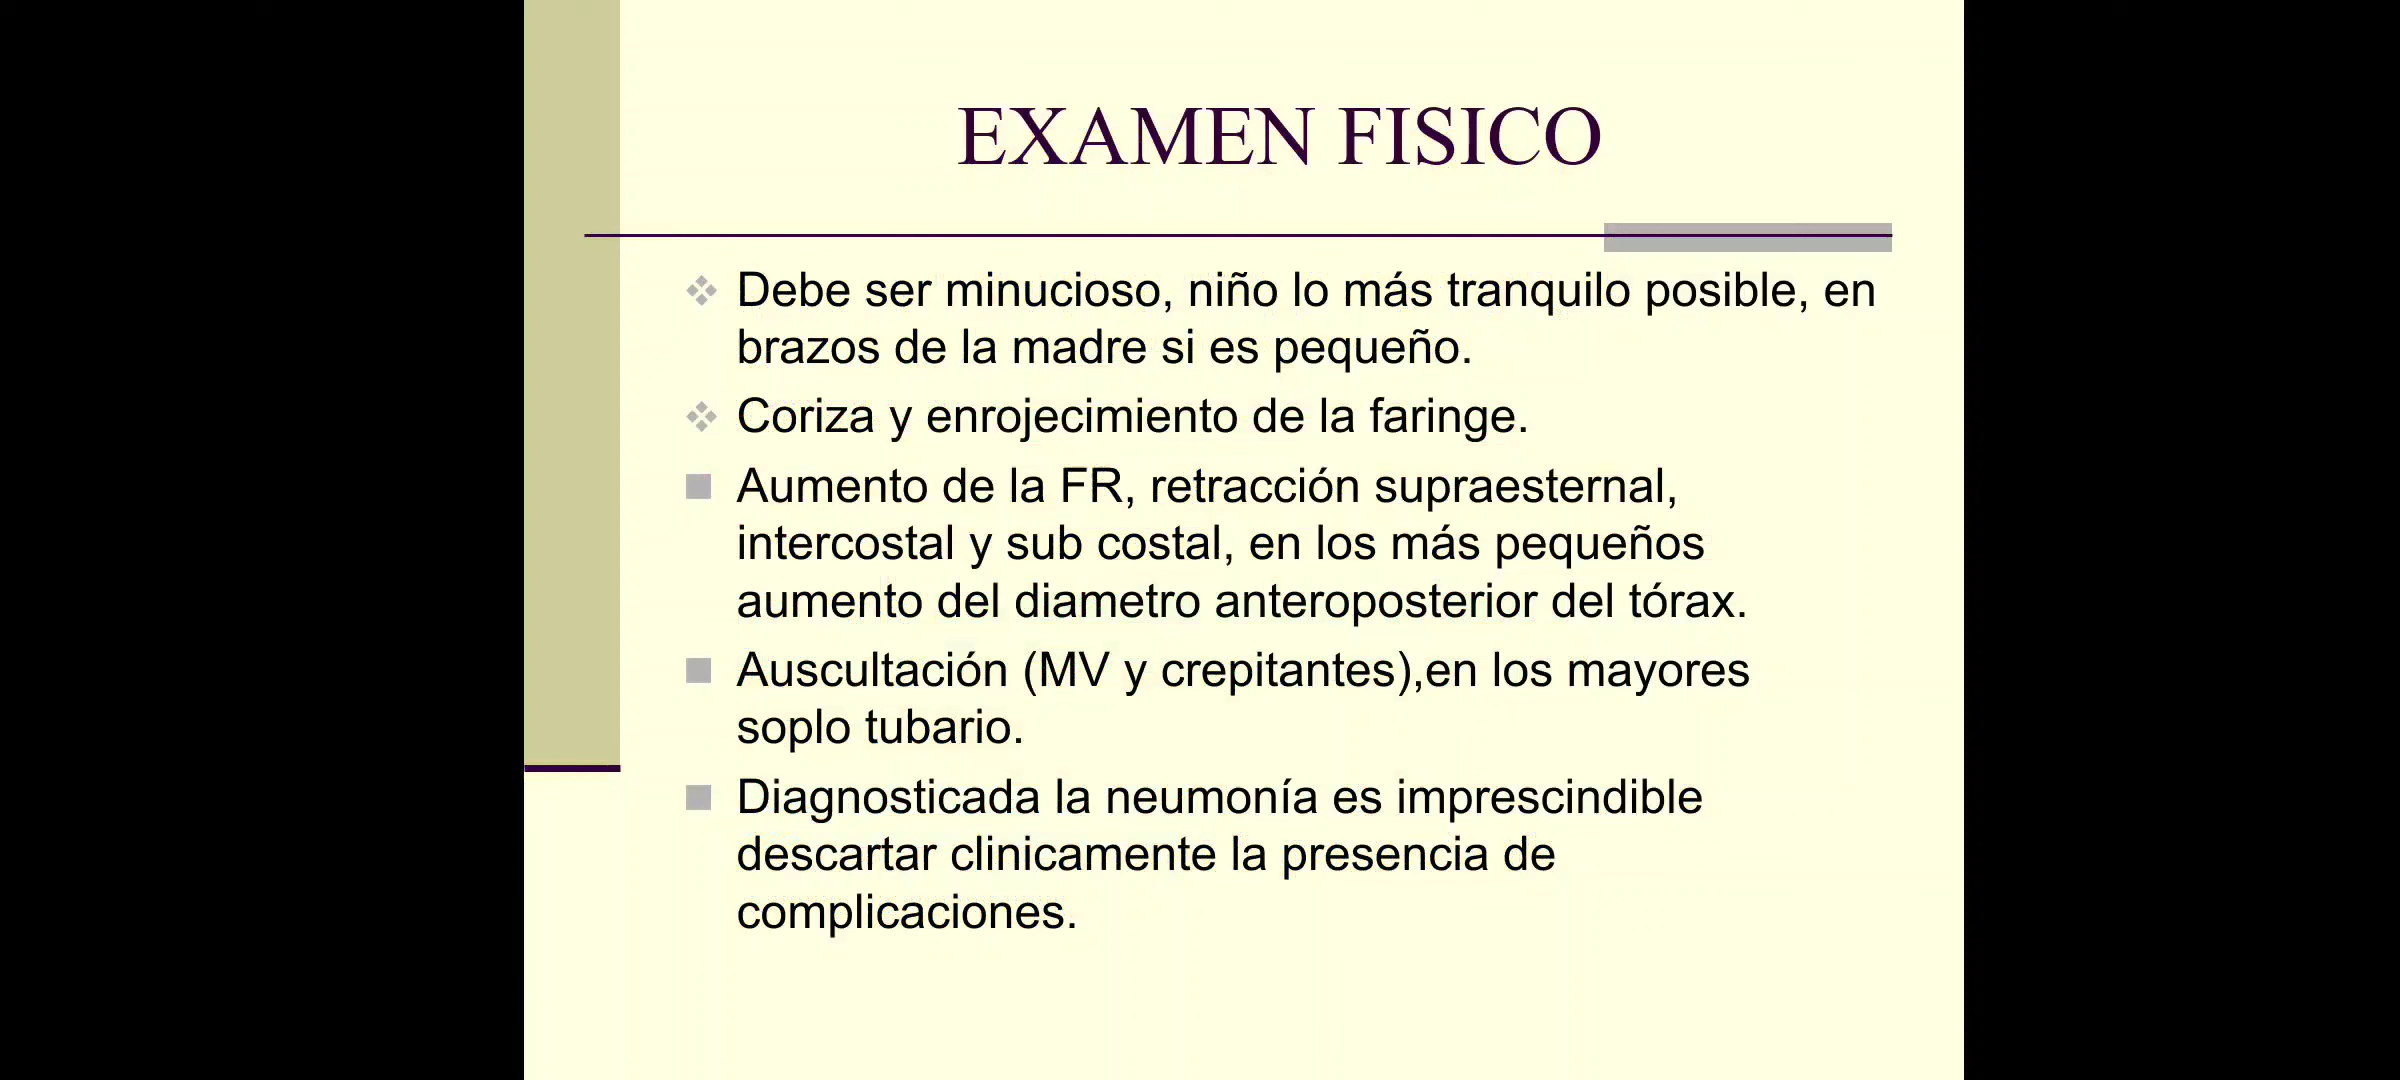 EXAMEN FISICO
Debe ser minucioso, niño lo más tranquilo posible, en
brazos de la madre si es pequeño.
Coriza y enrojecimiento de la faringe.
Aumento de la FR, retracción supraesternal,
intercostal y sub costal, en los más pequeños
aumento del diametro anteroposterior del tórax.
Auscultación (MV y crepitantes),en los mayores
soplo tubario.
Diagnosticada la neumonía es imprescindible
descartar clinicamente la presencia de
complicaciones.